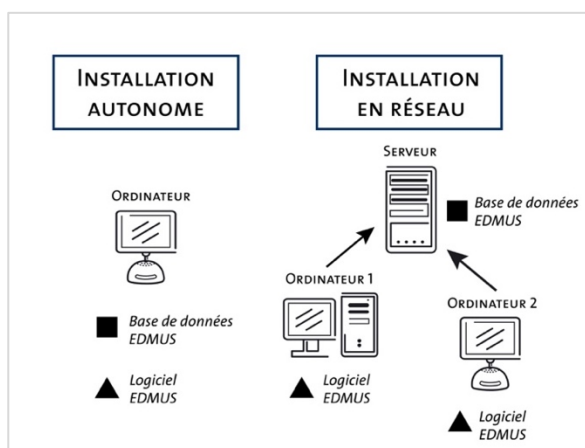 INSTALLATION
AUTONOME
INSTALLATION
EN RÉSEAU
SERVEUR
Base de données
EDMUS
ORDINATEUR
ORDINATEUR 1
ORDINATEUR 2
Base de données
EDMUS
Logiciel
EDMUS
Logiciel
EDMUS
Logiciel
EDMUS